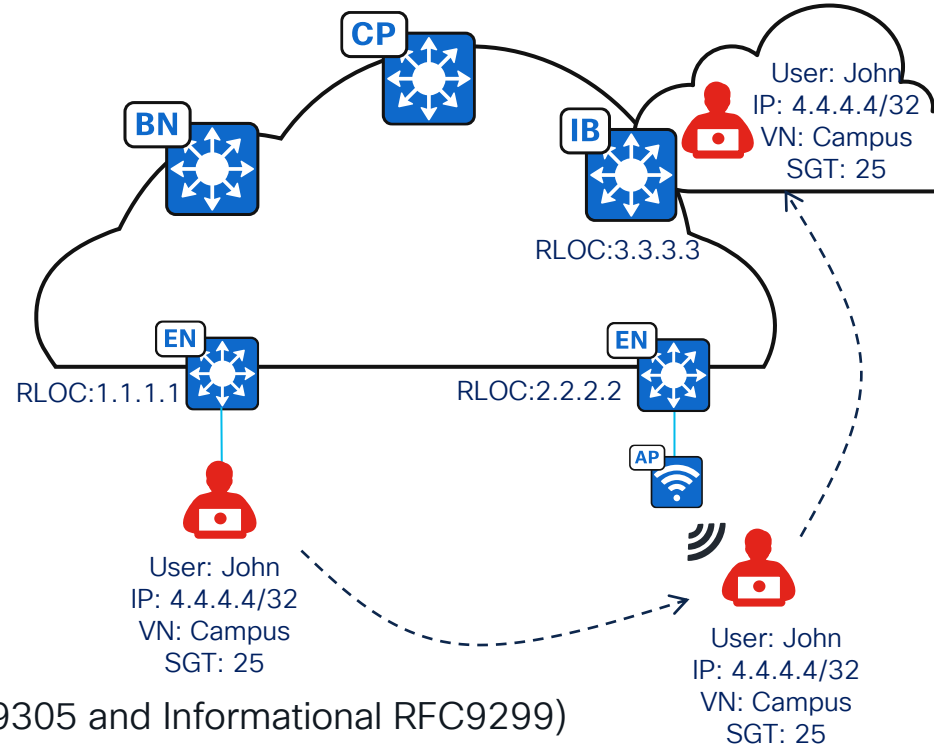 CP
BN
IB
User: John
IP: 4.4.4.4/32
VN: Campus
SGT: 25
RLOC:3.3.3.3
EN
EN
RLOC:1.1.1.1
RLOC:2.2.2.2
AP
User: John
IP: 4.4.4.4/32
VN: Campus
SGT: 25
User: John
IP: 4.4.4.4/32
VN: Campus
SGT: 25
9305 and Informational RFC9299)